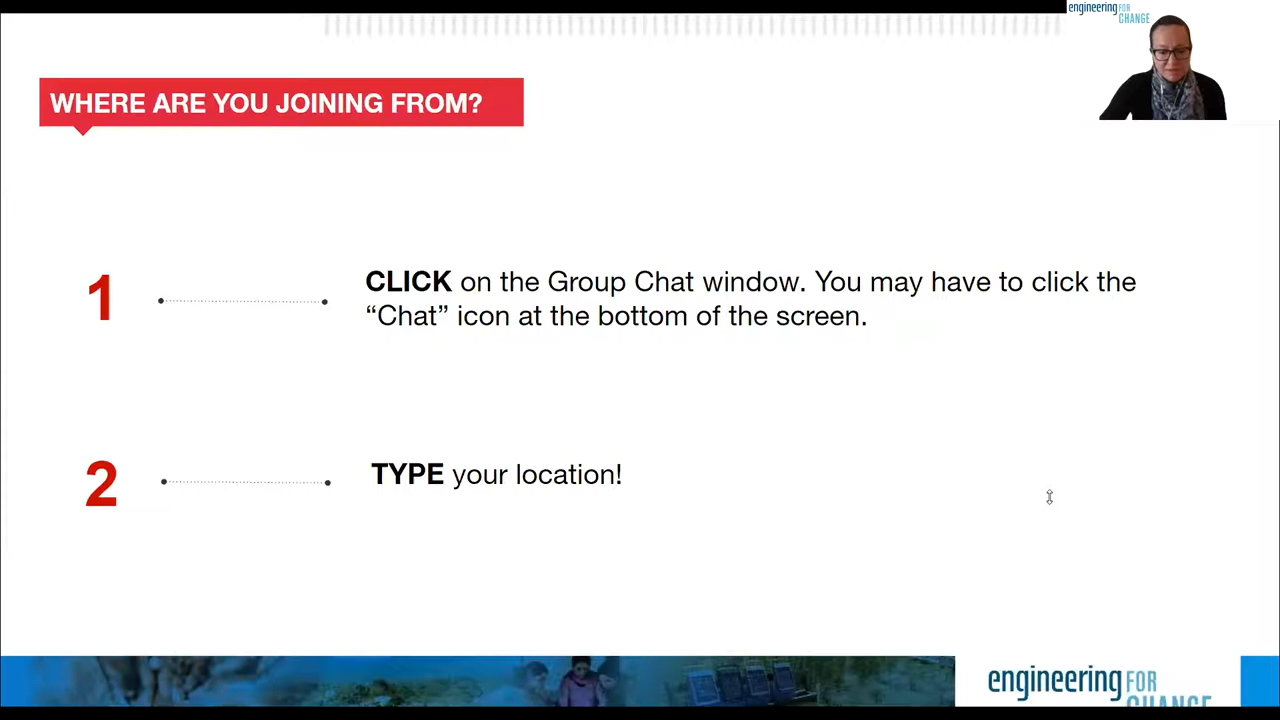 engineering FOR
CHANGE
WHERE ARE YOU JOINING FROM?
1
CLICK on the Group Chat window. You may have to click the
“Chat” icon at the bottom of the screen.
2
TYPE your location!
engineering FOR
CHANGE